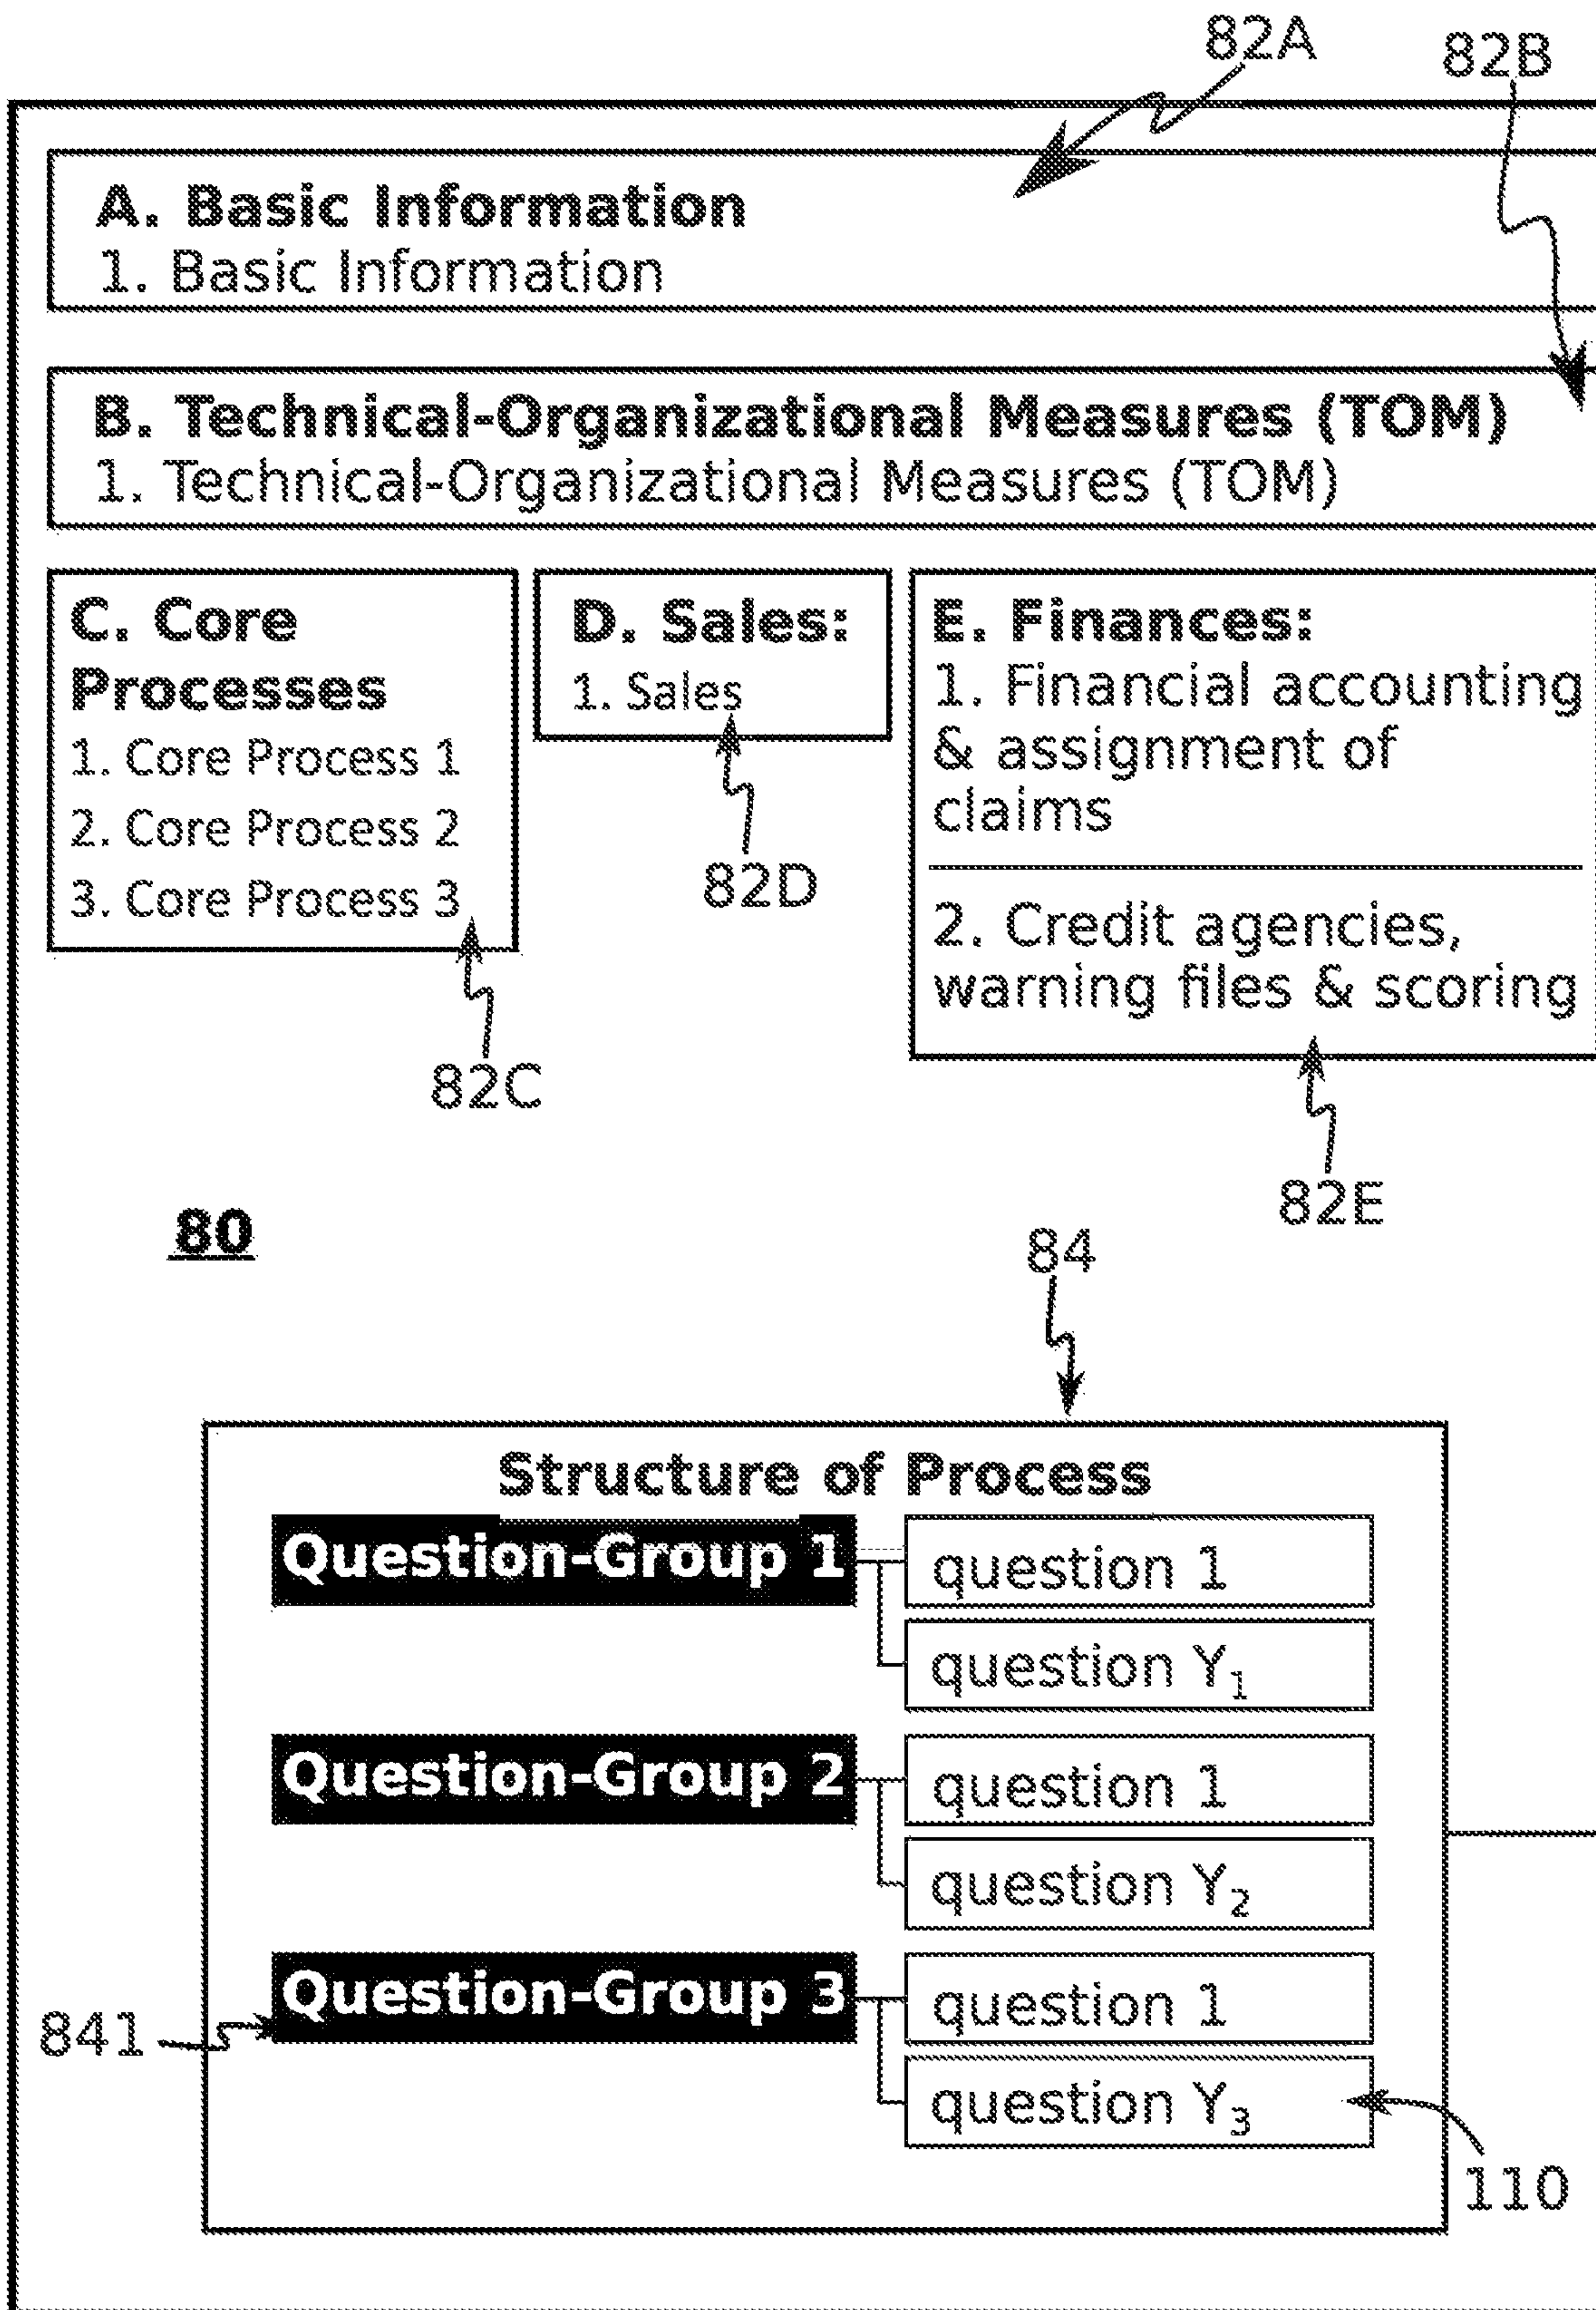 82A
82B
A. Basic Information
1. Basic Information
B. Technical-Organizational Measures (TOM)
1. Technical-Organizational Measures (TOM)
C. Core
Processes
1. Core Process 1
2. Core Process 2
3. Core Process 3
82C
D. Sales:
1. Sales
82D
E. Finances:
1. Financial accounting
& assignment of
claims
2. Credit agencies,
warning files & scoring
82E
80
84
Structure of Process
Question-Group 1
question 1
question Y₁
Question-Group 2
question 1
question Y₂
Question-Group 3
question 1
question Y₃
841
110